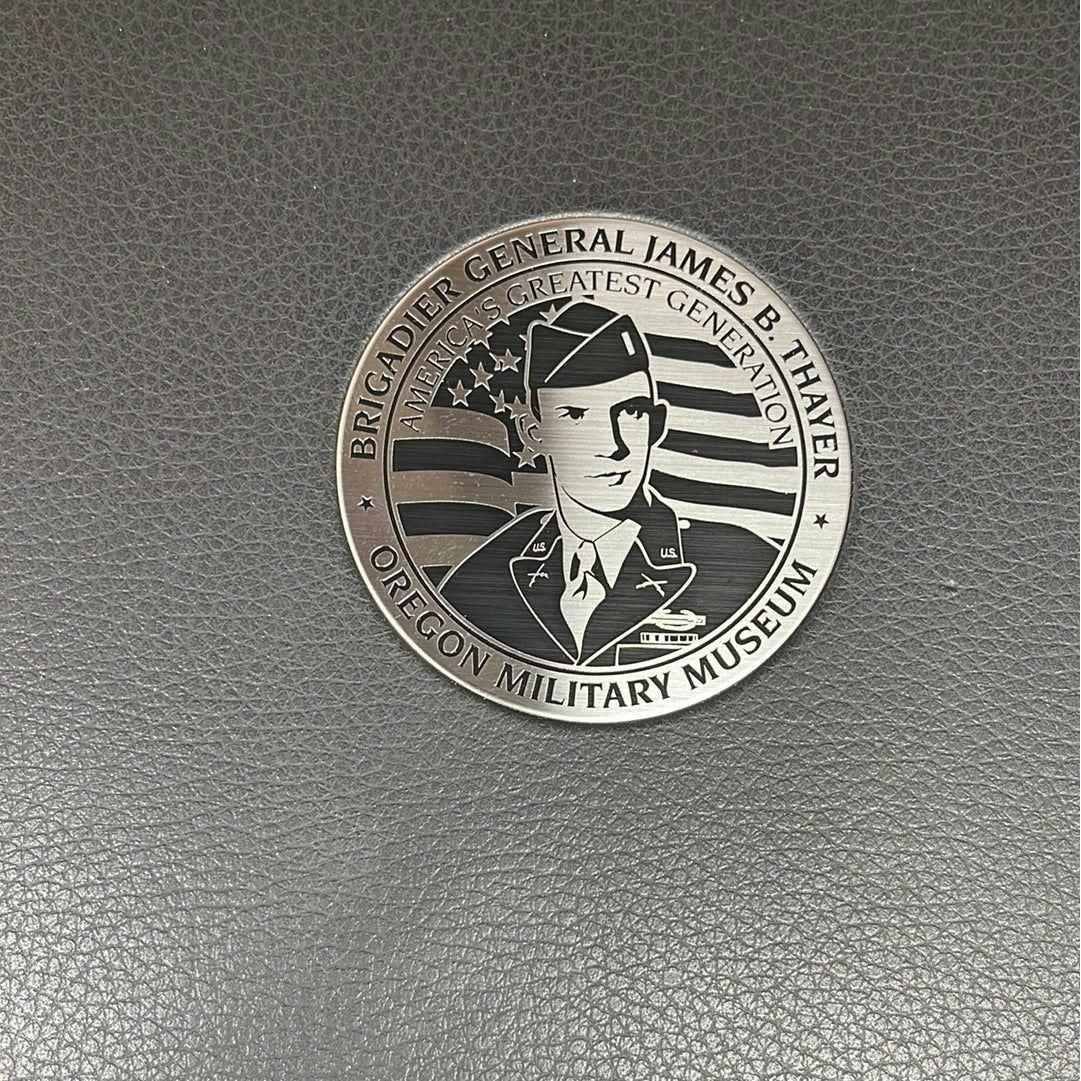 BRIGADIER GENERAL JAMES B. THAYER
AMERICA'S GREATEST GENERATION
U.S. U.S.
OREGON MILITARY MUSEUM